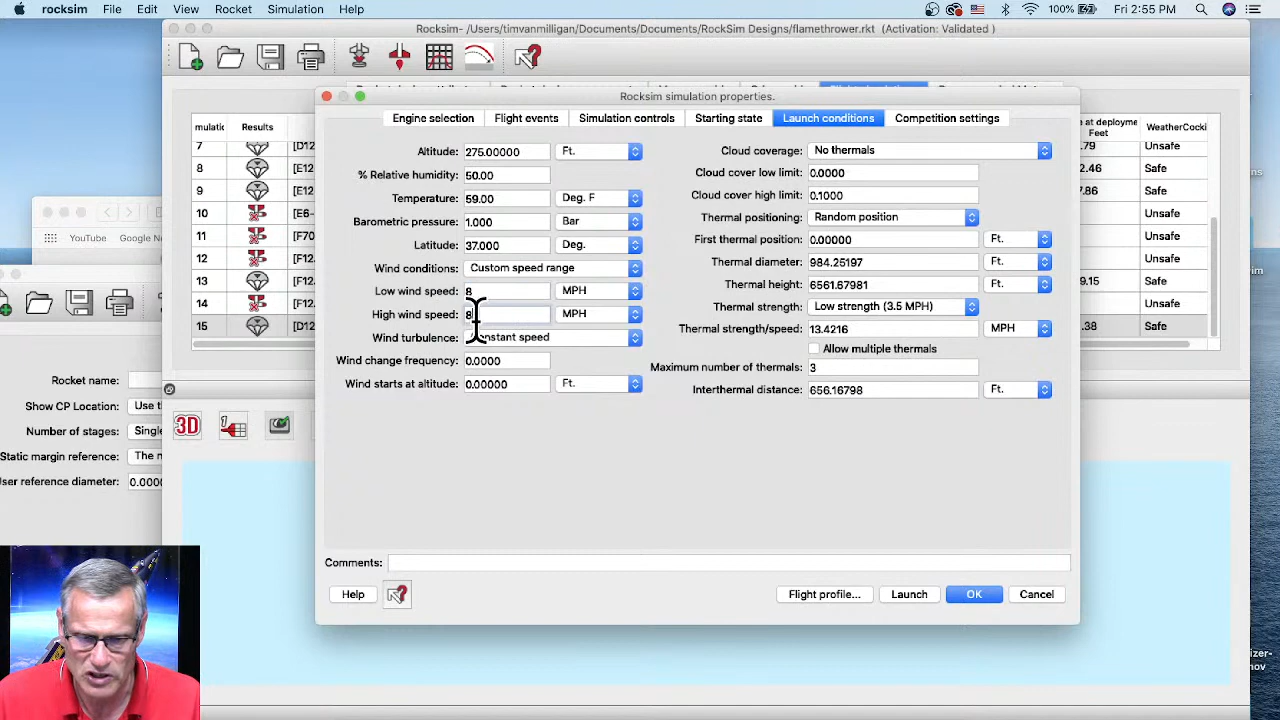 rocksim File Edit View Rocket Simulation Help 100% Fri 2:55 PM
Rocksim- /Users/timvanmilligan/Documents/Documents/RockSim Designs/flamethrower.rkt (Activation: Validated )
Rocksim simulation properties.
Engine selection Flight events Simulation controls Starting state Launch conditions Competition settings
mulatic Results
7
8 [E12
9 [E12
10 [E6-
11 [F70
12 [F12.
13 [F12.
14 [F12.
15 [F12.
at deployme WeatherCocki
Feet
.79 Unsafe
Safe
7.86 Unsafe
Unsafe
Unsafe
Safe
Unsafe
Unsafe
.38 Safe
Altitude: 275.00000 Ft.
% Relative humidity: 50.00
Temperature: 59.00 Deg. F
Barometric pressure: 1.000 Bar
Latitude: 37.000 Deg.
Wind conditions: Custom speed range
Low wind speed: 8 MPH
High wind speed: 8 MPH
Wind turbulence: nstant speed
Wind change frequency: 0.0000
Wind starts at altitude: 0.00000 Ft.
Cloud coverage: No thermals
Cloud cover low limit: 0.0000
Cloud cover high limit: 0.1000
Thermal positioning: Random position
First thermal position: 0.00000 Ft.
Thermal diameter: 984.25197 Ft.
Thermal height: 6561.67981 Ft.
Thermal strength: Low strength (3.5 MPH)
Thermal strength/speed: 13.4216 MPH
Allow multiple thermals
Maximum number of thermals: 3
Interthermal distance: 656.16798 Ft.
Comments:
Help Flight profile... Launch OK Cancel
YouTube Google Ne
Rocket name:
Show CP Location: Use t
Number of stages: Single
Static margin reference: The n
User reference diameter: 0.0000
3D